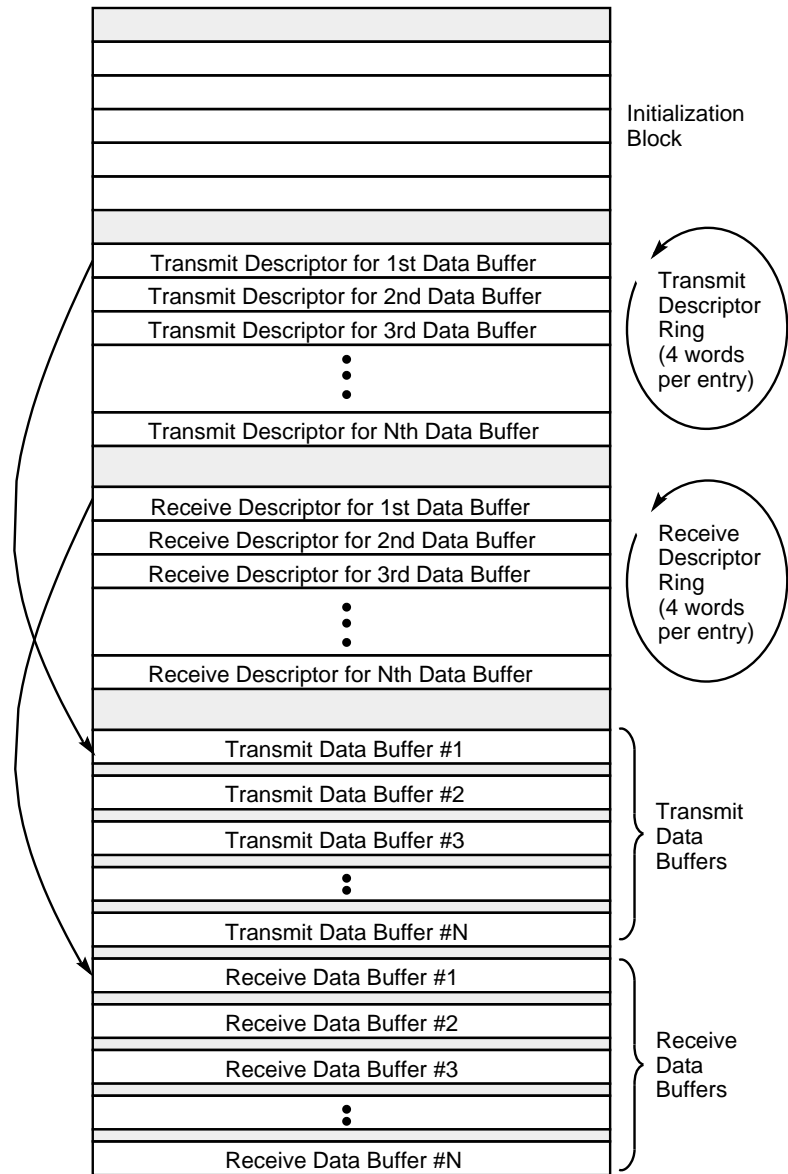 Initialization
Block
Transmit Descriptor for 1st Data Buffer
Transmit Descriptor for 2nd Data Buffer
Transmit Descriptor for 3rd Data Buffer
Transmit Descriptor for Nth Data Buffer
Transmit
Descriptor
Ring
(4 words
per entry)
Receive Descriptor for 1st Data Buffer
Receive Descriptor for 2nd Data Buffer
Receive Descriptor for 3rd Data Buffer
Receive Descriptor for Nth Data Buffer
Receive
Descriptor
Ring
(4 words
per entry)
Transmit Data Buffer #1
Transmit Data Buffer #2
Transmit Data Buffer #3
Transmit Data Buffer #N
Transmit
Data
Buffers
Receive Data Buffer #1
Receive Data Buffer #2
Receive Data Buffer #3
Receive Data Buffer #N
Receive
Data
Buffers